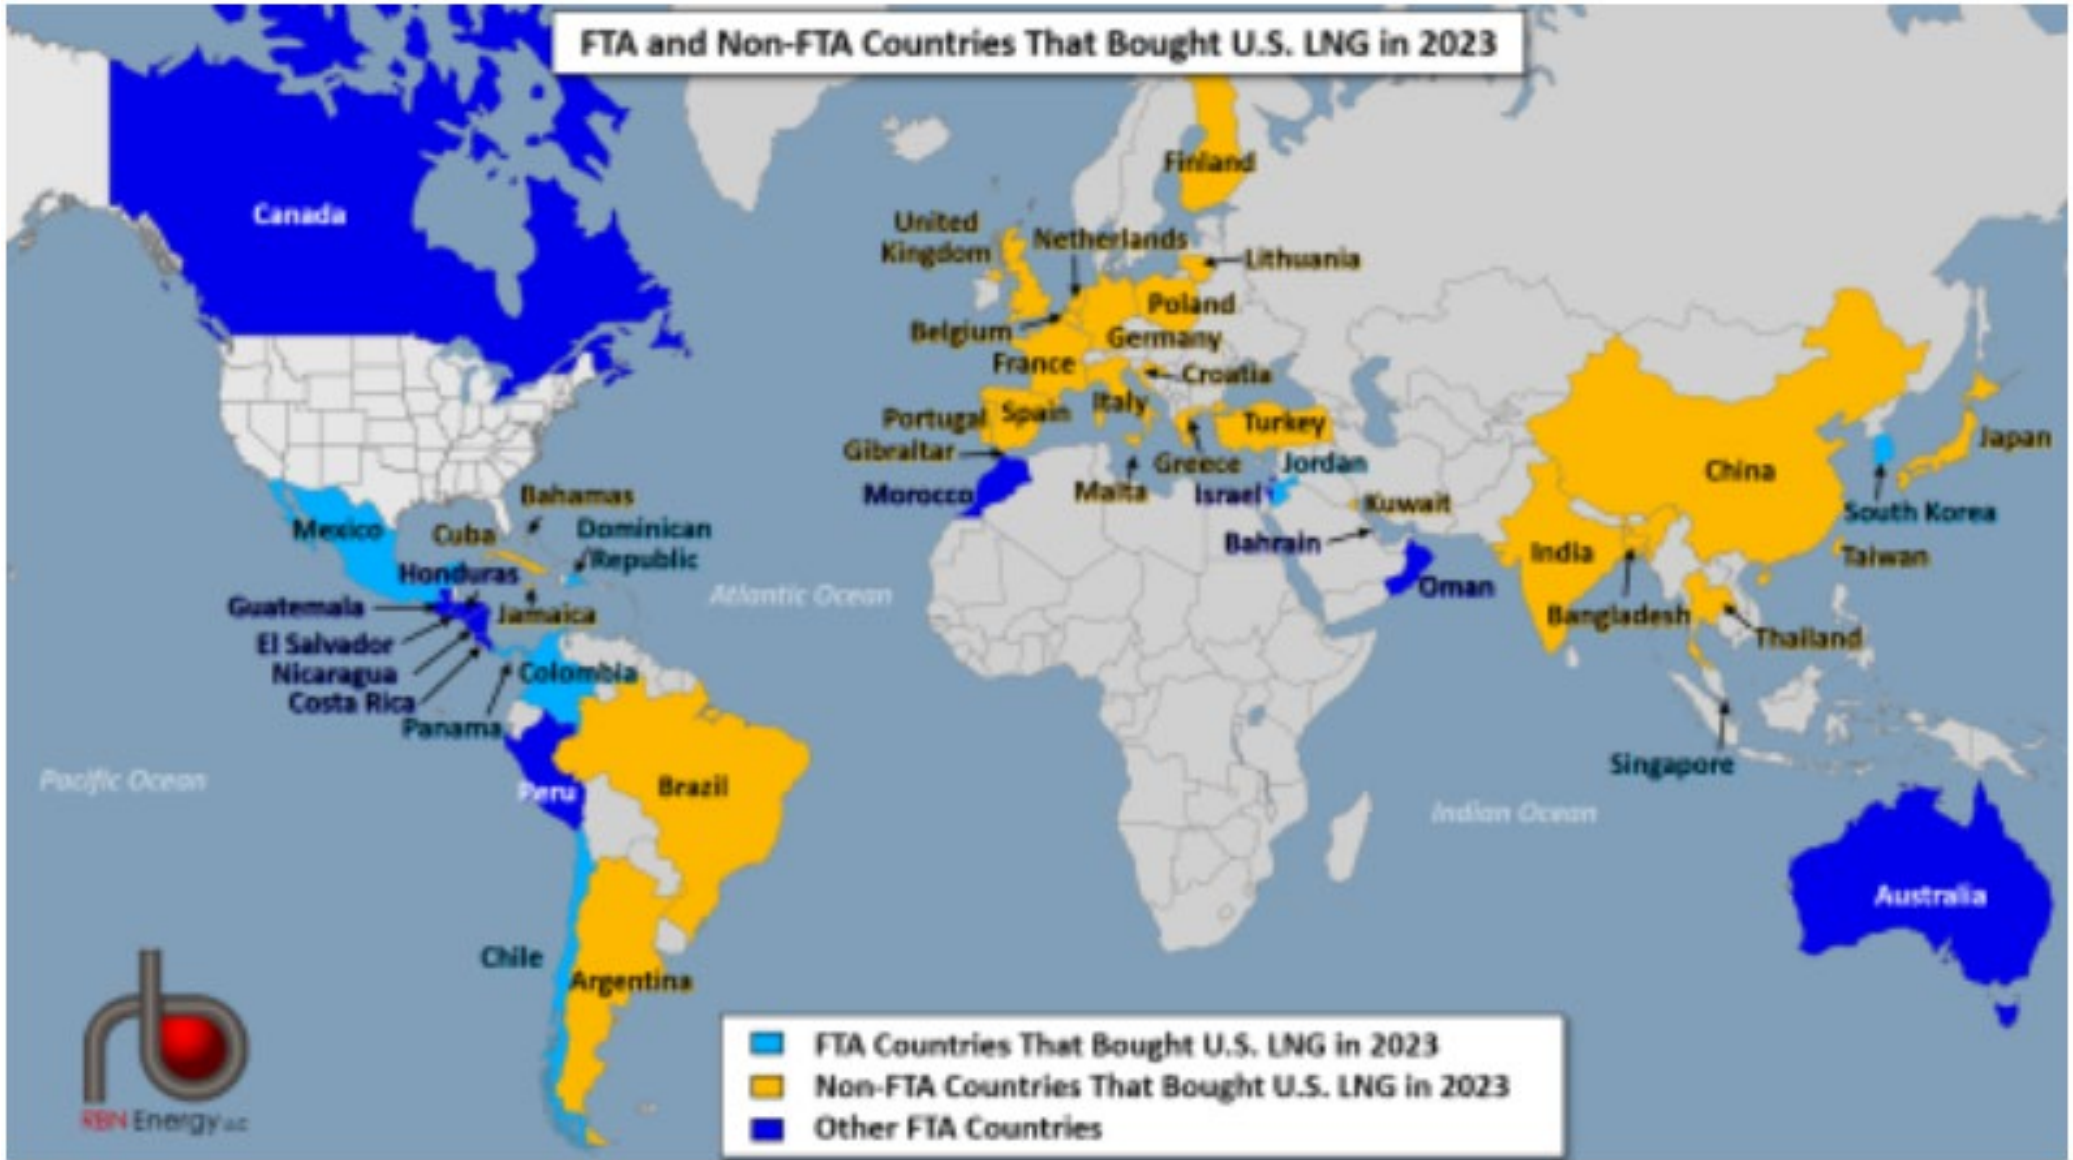 FTA and Non-FTA Countries That Bought U.S. LNG in 2023
Canada
Finland
United
Kingdom
Netherlands
Lithuania
Poland
Belgium
Germany
France
Croatia
Italy
Portugal
Spain
Turkey
Gibraltar
Greece
Jordan
Morocco
Malta
Israel
Kuwait
Bahrain
Oman
China
Japan
South Korea
India
Taiwan
Bangladesh
Thailand
Singapore
Mexico
Bahamas
Cuba
Dominican
Republic
Honduras
Guatemala
Jamaica
El Salvador
Nicaragua
Costa Rica
Colombia
Panama
Atlantic Ocean
Pacific Ocean
Peru
Brazil
Indian Ocean
Australia
Chile
Argentina
RBN Energy LLC
FTA Countries That Bought U.S. LNG in 2023
Non-FTA Countries That Bought U.S. LNG in 2023
Other FTA Countries